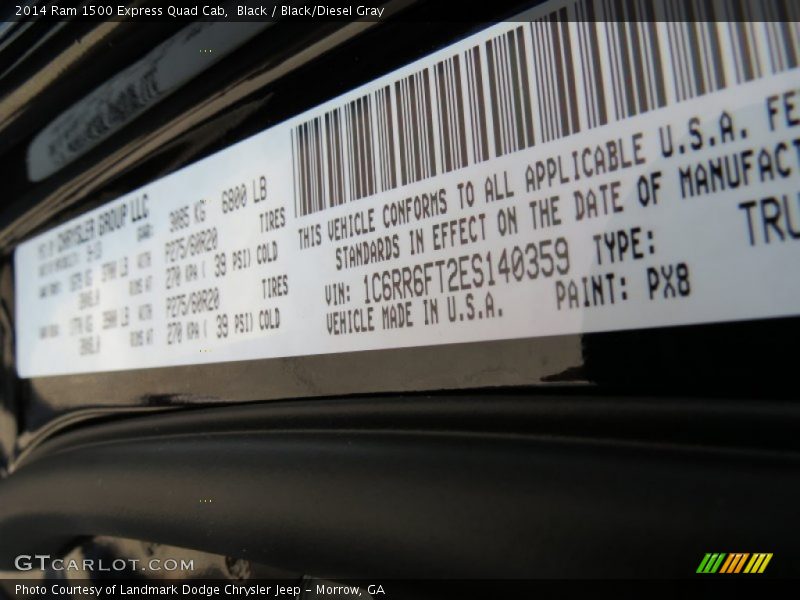 2014 Ram 1500 Express Quad Cab, Black / Black/Diesel Gray
CHRYSLER GROUP LLC
3085 KG 6800 LB
TIRES
P275/60R20
270 KPA ( 39 PSI) COLD
TIRES
P275/60R20
270 KPA ( 39 PSI) COLD
THIS VEHICLE CONFORMS TO ALL APPLICABLE U.S.A. FE
STANDARDS IN EFFECT ON THE DATE OF MANUFACT
VIN: 1C6RR6FT2ES140359 TYPE: TRU
VEHICLE MADE IN U.S.A. PAINT: PX8
GTCARLOT.COM
Photo Courtesy of Landmark Dodge Chrysler Jeep - Morrow, GA